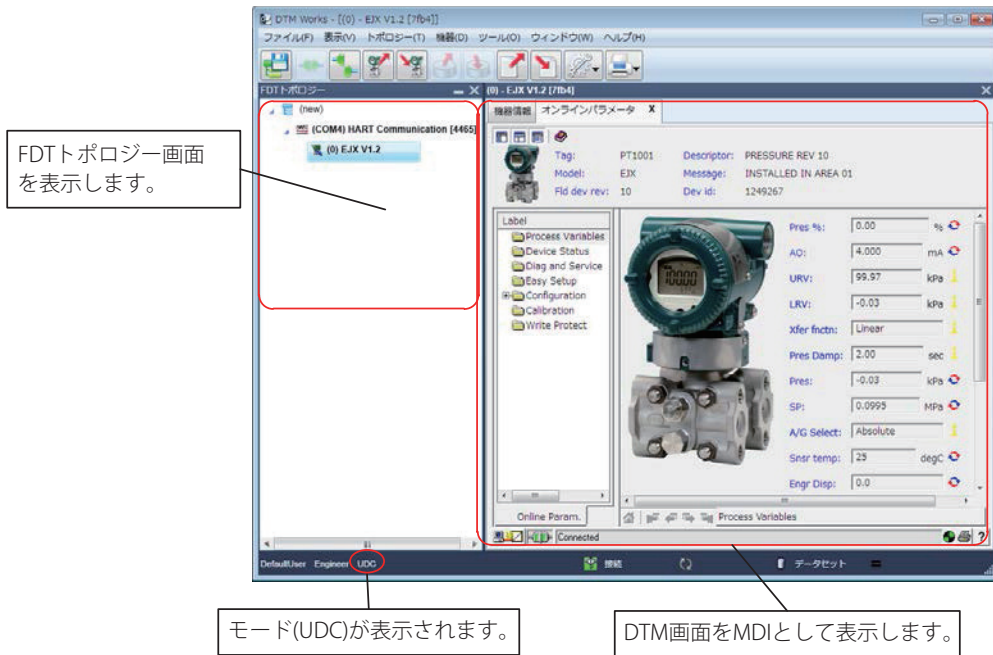 DTM Works - [(0) - EJX V1.2 [7fb4]]
ファイル(F) 表示(V) トポロジー(T) 機器(D) ツール(O) ウィンドウ(W) ヘルプ(H)
FDTトポロジー
(new)
(COM4) HART Communication [4465]
(0) EJX V1.2
FDTトポロジー画面
を表示します。
(0) - EJX V1.2 [7fb4]
機器情報 オンラインパラメータ X
Tag: PT1001 Descriptor: PRESSURE REV 10
Model: EJX Message: INSTALLED IN AREA 01
Fld dev rev: 10 Dev id: 1249267
Label
Process Variables
Device Status
Diag and Service
Easy Setup
Configuration
Calibration
Write Protect
10000
Pres %: 0.00 %
AO: 4.000 mA
URV: 99.97 kPa
LRV: -0.03 kPa
Xfer fnctn: Linear
Pres Damp: 2.00 sec
Pres: -0.03 kPa
SP: 0.0995 MPa
A/G Select: Absolute
Snsr temp: 25 degC
Engr Disp: 0.0
Online Param.
Process Variables
Connected
DefaultUser Engineer UDC
接続
データセット
モード(UDC)が表示されます。
DTM画面をMDIとして表示します。